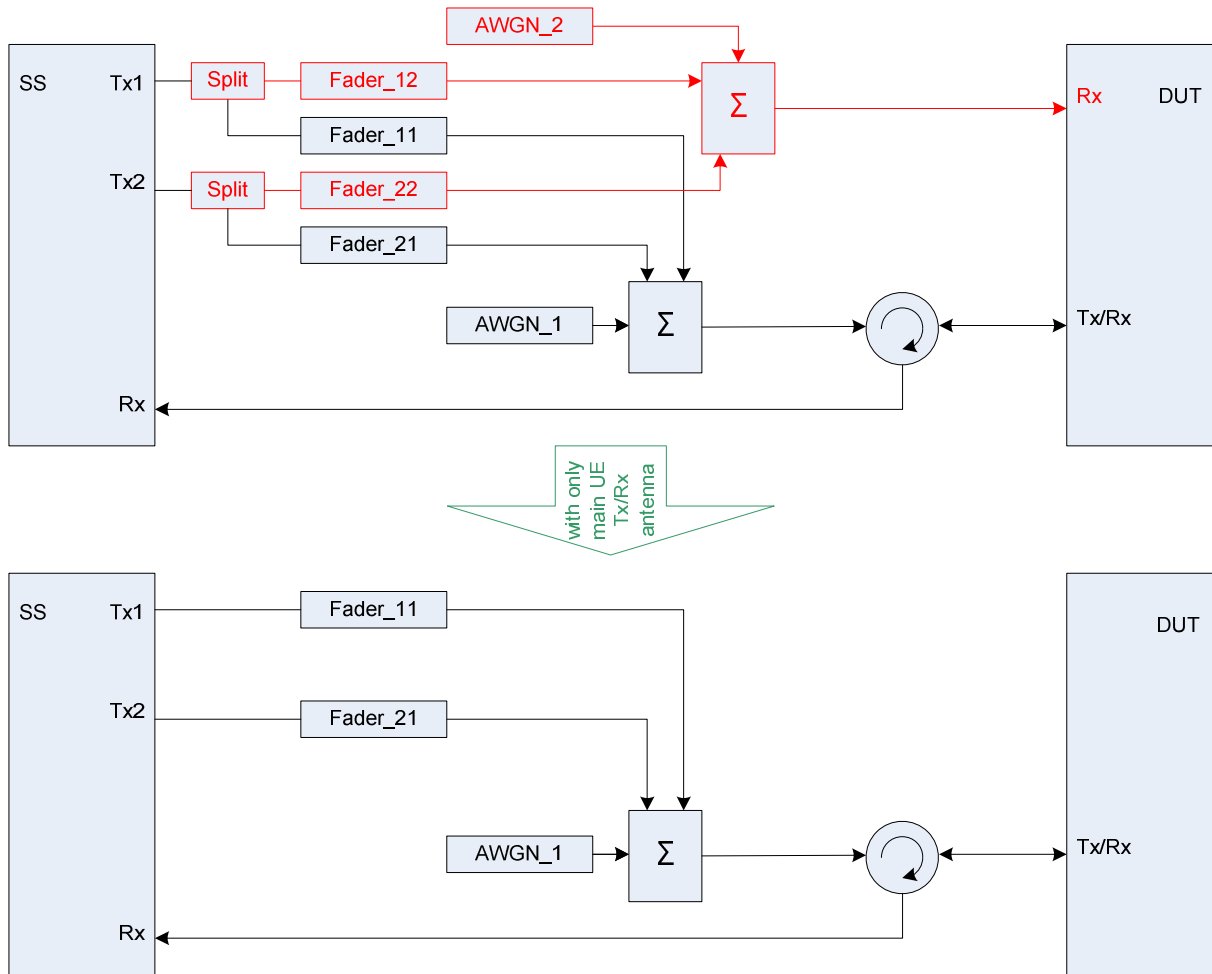 AWGN_2
SS
Tx1
Split
Fader_12
Σ
Rx
DUT
Fader_11
Tx2
Split
Fader_22
Fader_21
AWGN_1
Σ
Tx/Rx
Rx
with only
main UE
Tx/Rx
antenna
SS
Tx1
Fader_11
DUT
Tx2
Fader_21
AWGN_1
Σ
Tx/Rx
Rx